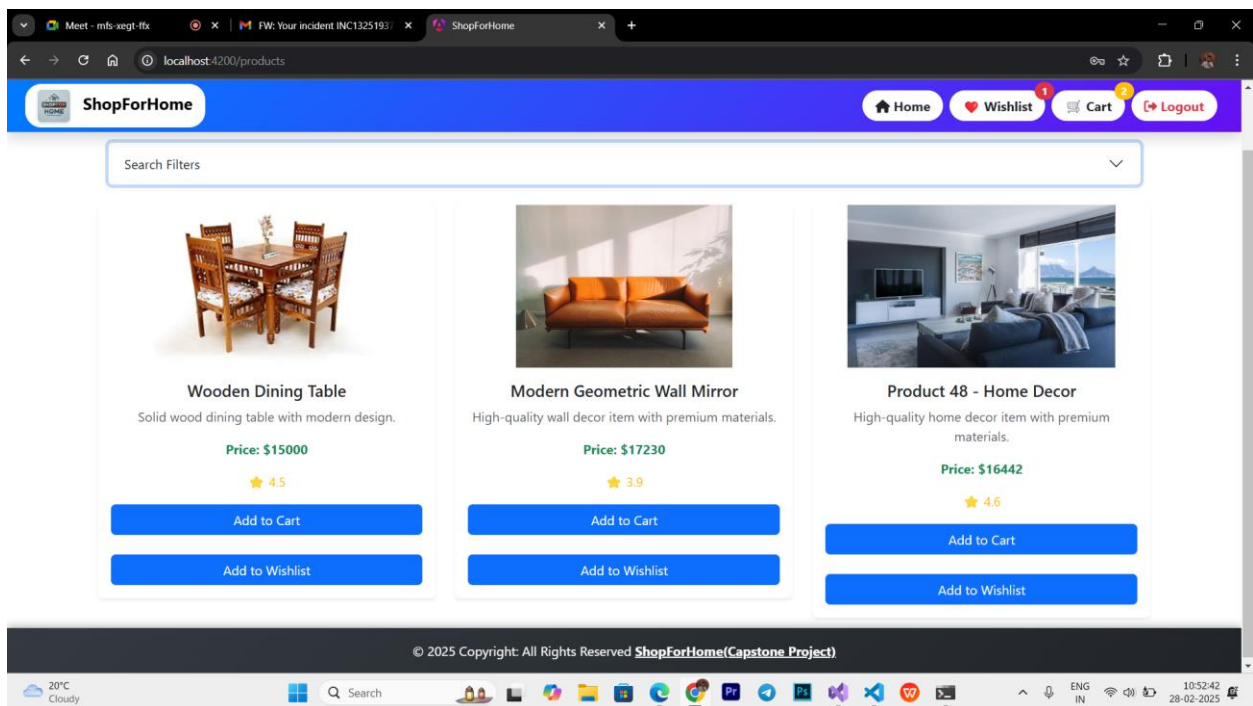 Meet - mfs-xegt-ffx
FW: Your incident INC1325193
ShopForHome
localhost:4200/products
SHOPFOR
HOME
ShopForHome
Home
Wishlist
1
Cart
2
Logout
Search Filters
Wooden Dining Table
Solid wood dining table with modern design.
Price: $15000
4.5
Add to Cart
Add to Wishlist
Modern Geometric Wall Mirror
High-quality wall decor item with premium materials.
Price: $17230
3.9
Add to Cart
Add to Wishlist
Product 48 - Home Decor
High-quality home decor item with premium
materials.
Price: $16442
4.6
Add to Cart
Add to Wishlist
© 2025 Copyright: All Rights Reserved ShopForHome(Capstone Project)
20°C
Cloudy
Search
Pr
Ps
ENG
IN
10:52:42
28-02-2025